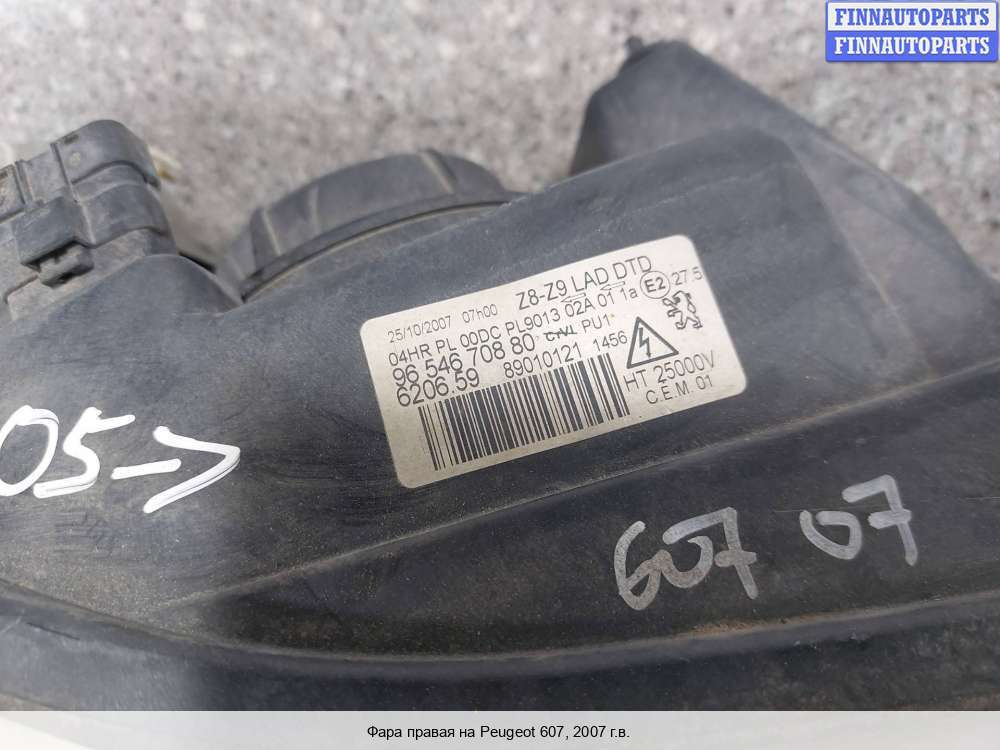 FINNAUTOPARTS
FINNAUTOPARTS
25/10/2007 07h00 Z8-Z9 LAD DTD
04HR PL 00DC PL9013 02A 01 1a E2 27.5
96 546 708 80 PU1
6206.59 89010121 1456
HT 25000V
C.E.M. 01
05->
607 07
Фара правая на Peugeot 607, 2007 г.в.